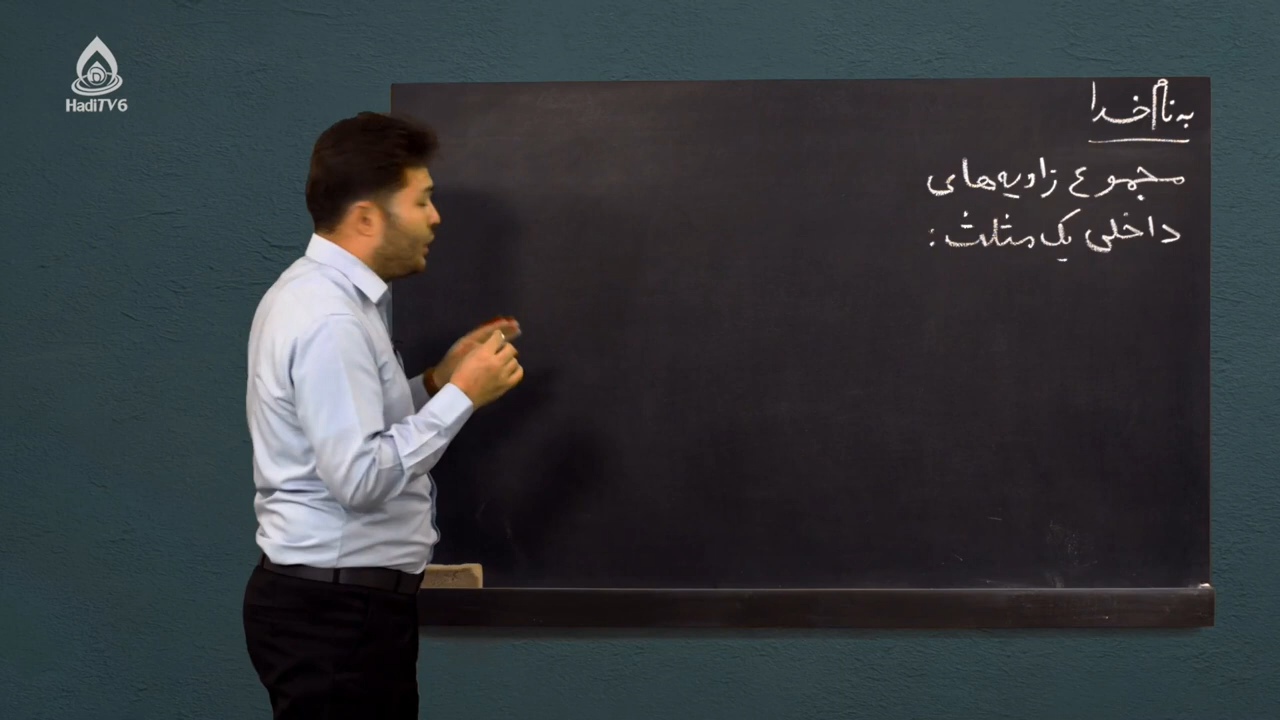 HadiTV6
به نام خدا
مجموع زاویه‌های
داخلی یک مثلث: